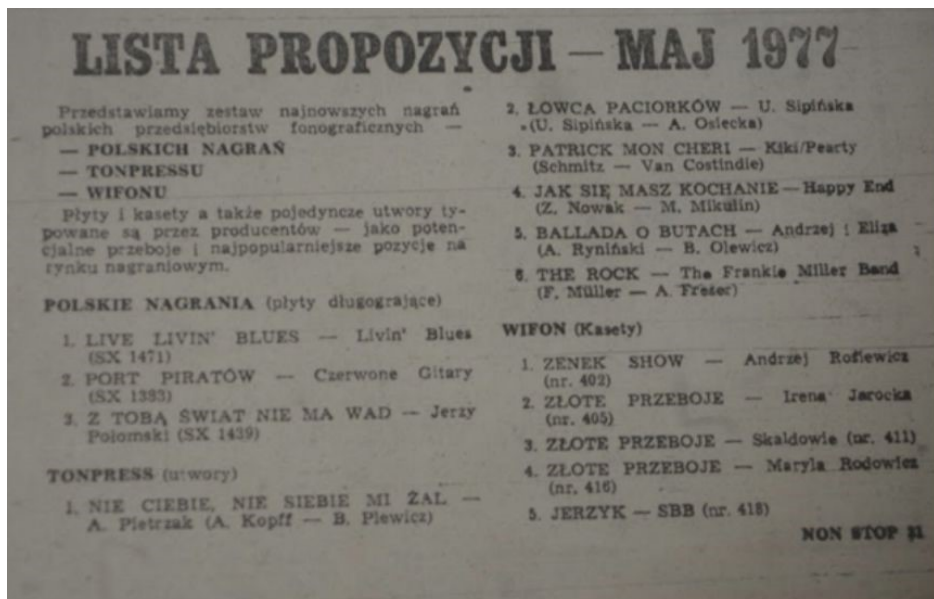 LISTA PROPOZYCJI — MAJ 1977
Przedstawiamy zestaw najnowszych nagrań
polskich przedsiębiorstw fonograficznych —
— POLSKICH NAGRAŃ
— TONPRESSU
— WIFONU
Płyty i kasety a także pojedyncze utwory ty-
powane są przez producentów — jako poten-
cjalne przeboje i najpopularniejsze pozycje na
rynku nagraniowym.
POLSKIE NAGRANIA (płyty długogrające)
1. LIVE LIVIN' BLUES — Livin' Blues
(SX 1471)
2. PORT PIRATÓW — Czerwone Gitary
(SX 1383)
3. Z TOBĄ ŚWIAT NIE MA WAD — Jerzy
Połomski (SX 1439)
TONPRESS (utwory)
1. NIE CIEBIE, NIE SIEBIE MI ŻAL —
A. Pietrzak (A. Kopff — B. Plewicz)
2. ŁOWCA PACIORKÓW — U. Sipińska
(U. Sipińska — A. Osiecka)
3. PATRICK MON CHERI — Kiki/Pearty
(Schmitz — Van Costindie)
4. JAK SIĘ MASZ KOCHANIE — Happy End
(Z. Nowak — M. Mikulin)
5. BALLADA O BUTACH — Andrzej i Eliza
(A. Ryniński — B. Olewicz)
6. THE ROCK — The Frankie Miller Band
(F. Müller — A. Freser)
WIFON (Kasety)
1. ZENEK SHOW — Andrzej Rosiewicz
(nr. 402)
2. ZŁOTE PRZEBOJE — Irena Jarocka
(nr. 405)
3. ZŁOTE PRZEBOJE — Skaldowie (nr. 411)
4. ZŁOTE PRZEBOJE — Maryla Rodowicz
(nr. 416)
5. JERZYK — SBB (nr. 418)
NON STOP 21